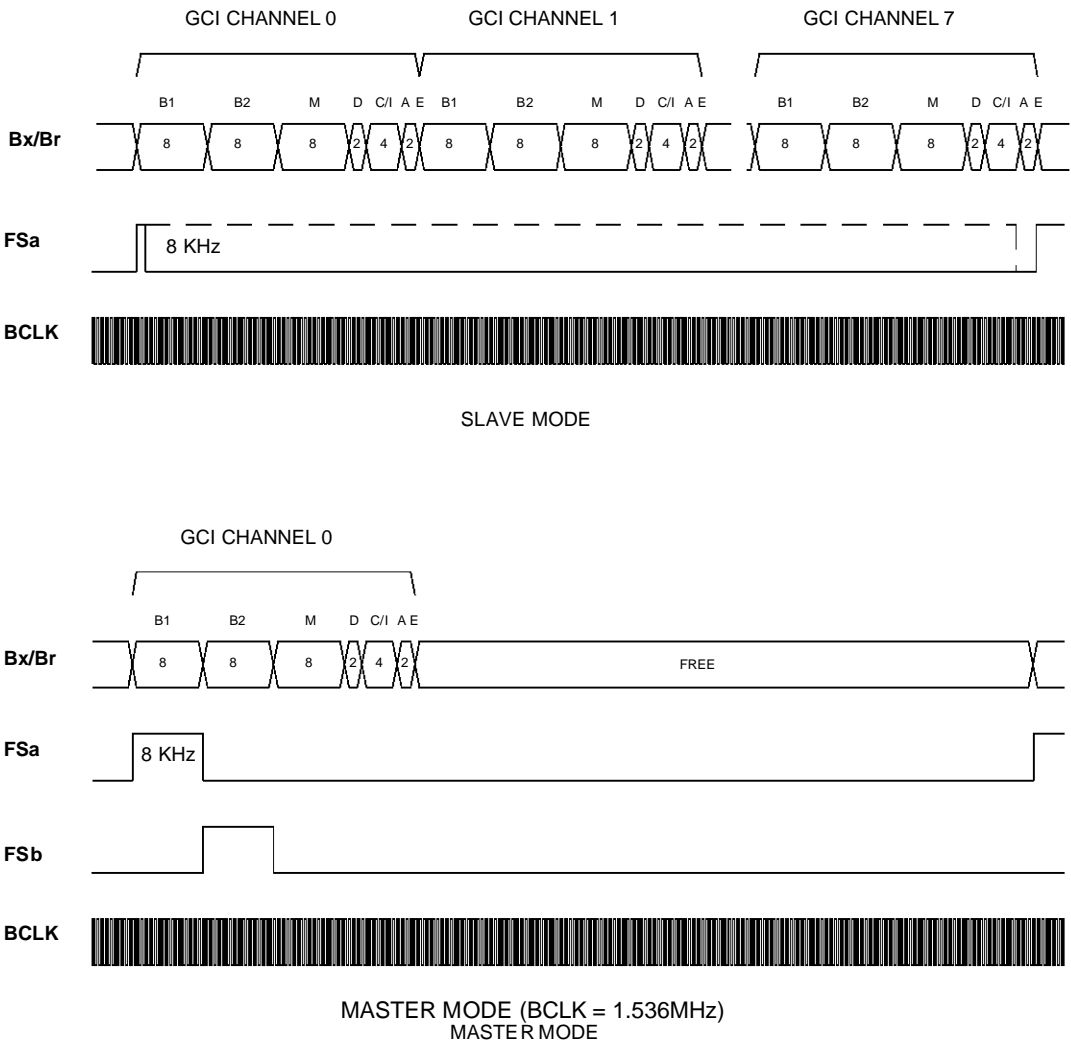 GCI CHANNEL 0 GCI CHANNEL 1 GCI CHANNEL 7
B1 B2 M D C/I A E B1 B2 M D C/I A E B1 B2 M D C/I A E
Bx/Br 8 8 8 2 4 2 8 8 8 2 4 2 8 8 8 2 4 2
FSa 8 KHz
BCLK
SLAVE MODE
GCI CHANNEL 0
B1 B2 M D C/I A E
Bx/Br 8 8 8 2 4 2 FREE
FSa 8 KHz
FSb
BCLK
MASTER MODE (BCLK = 1.536MHz)
MASTER MODE